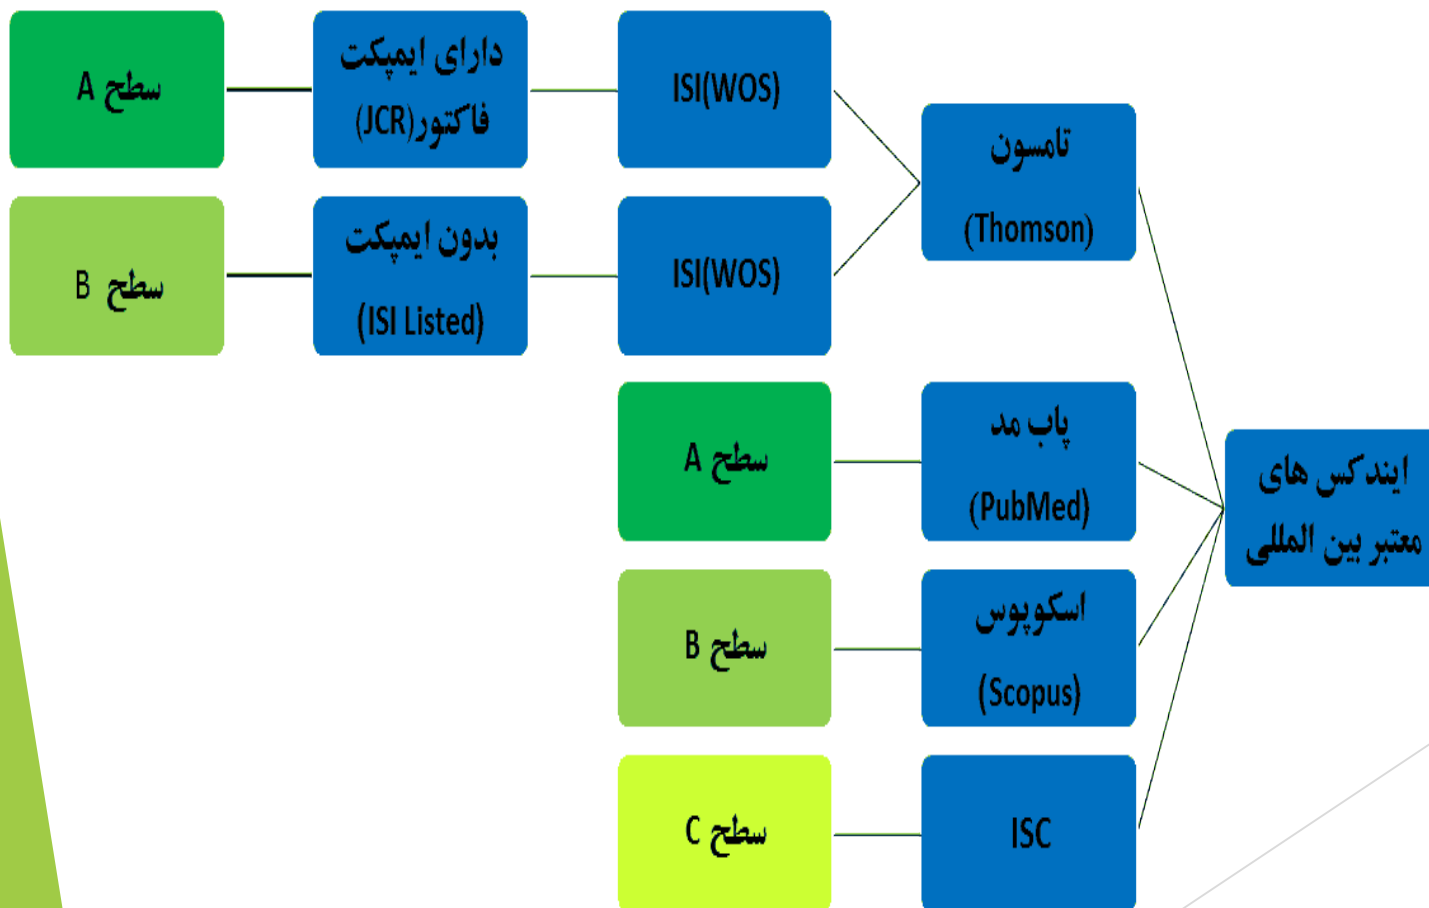 ایندکس های
معتبر بین المللی
تامسون
(Thomson)
ISI(WOS)
دارای ایمپکت
فاکتور(JCR)
سطح A
ISI(WOS)
بدون ایمپکت
(ISI Listed)
سطح B
پاب مد
(PubMed)
سطح A
اسکوپوس
(Scopus)
سطح B
ISC
سطح C